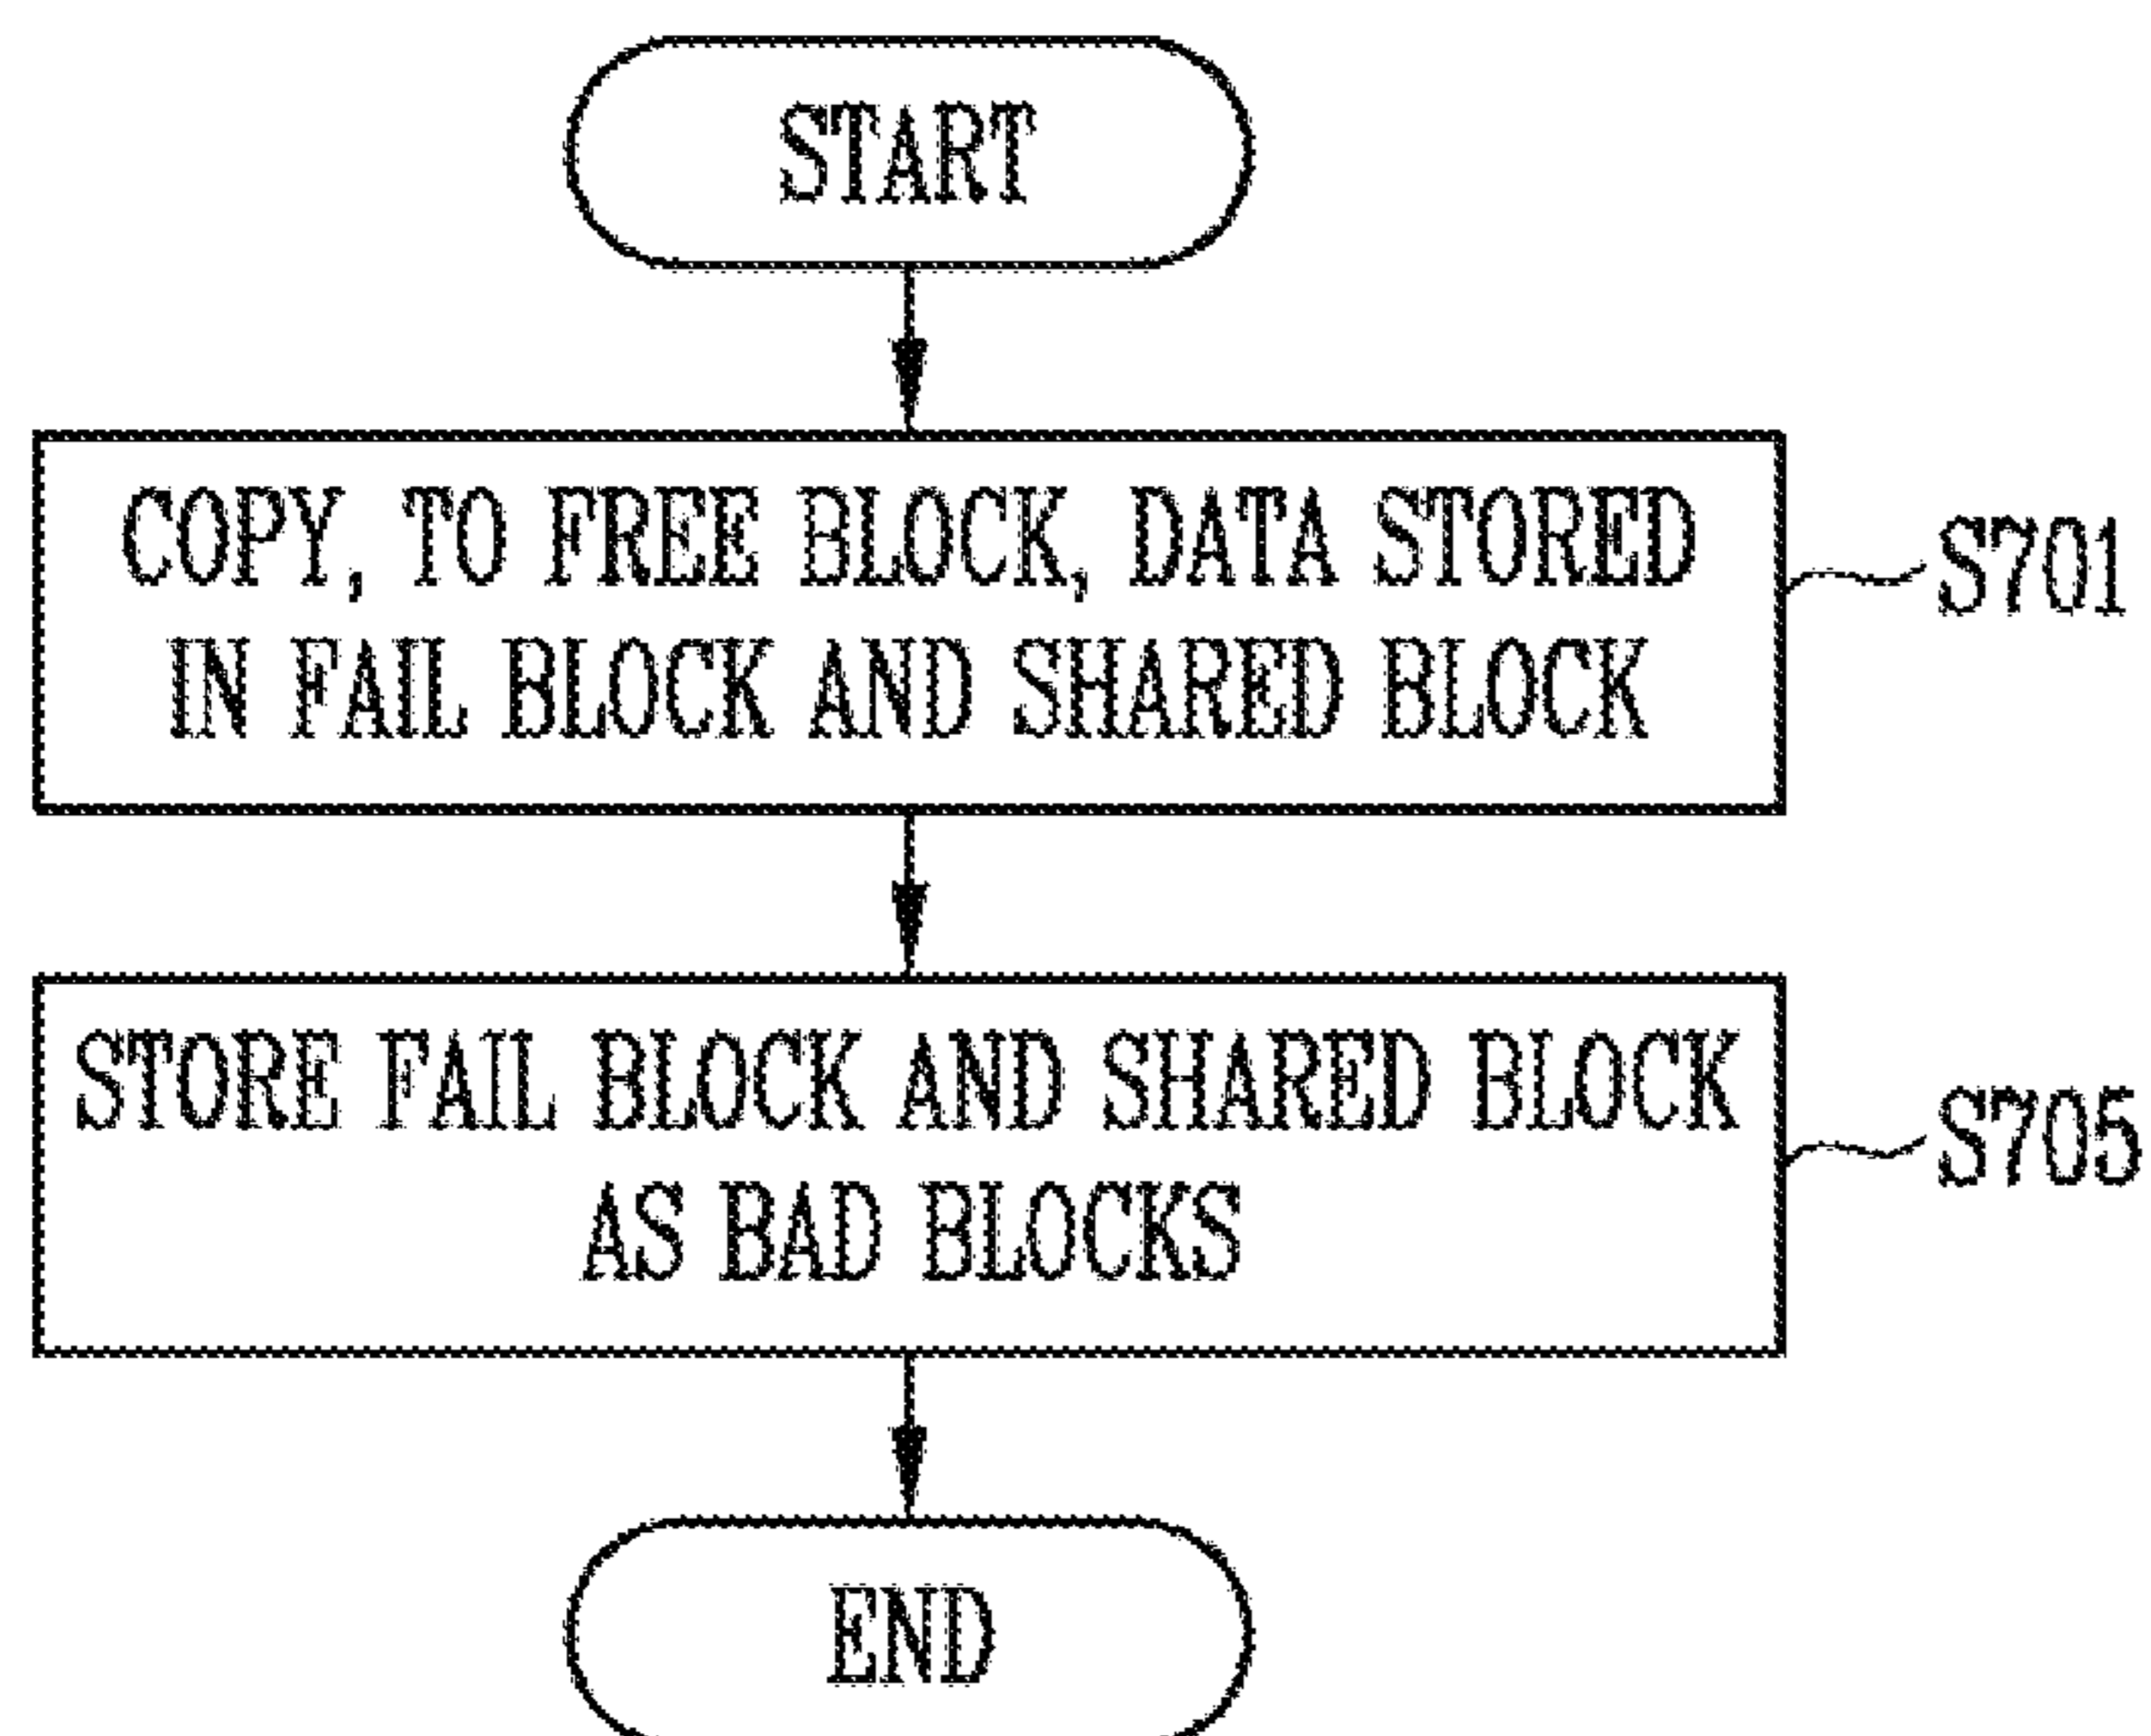 START
COPY, TO FREE BLOCK, DATA STORED
IN FAIL BLOCK AND SHARED BLOCK
S701
STORE FAIL BLOCK AND SHARED BLOCK
AS BAD BLOCKS
S705
END